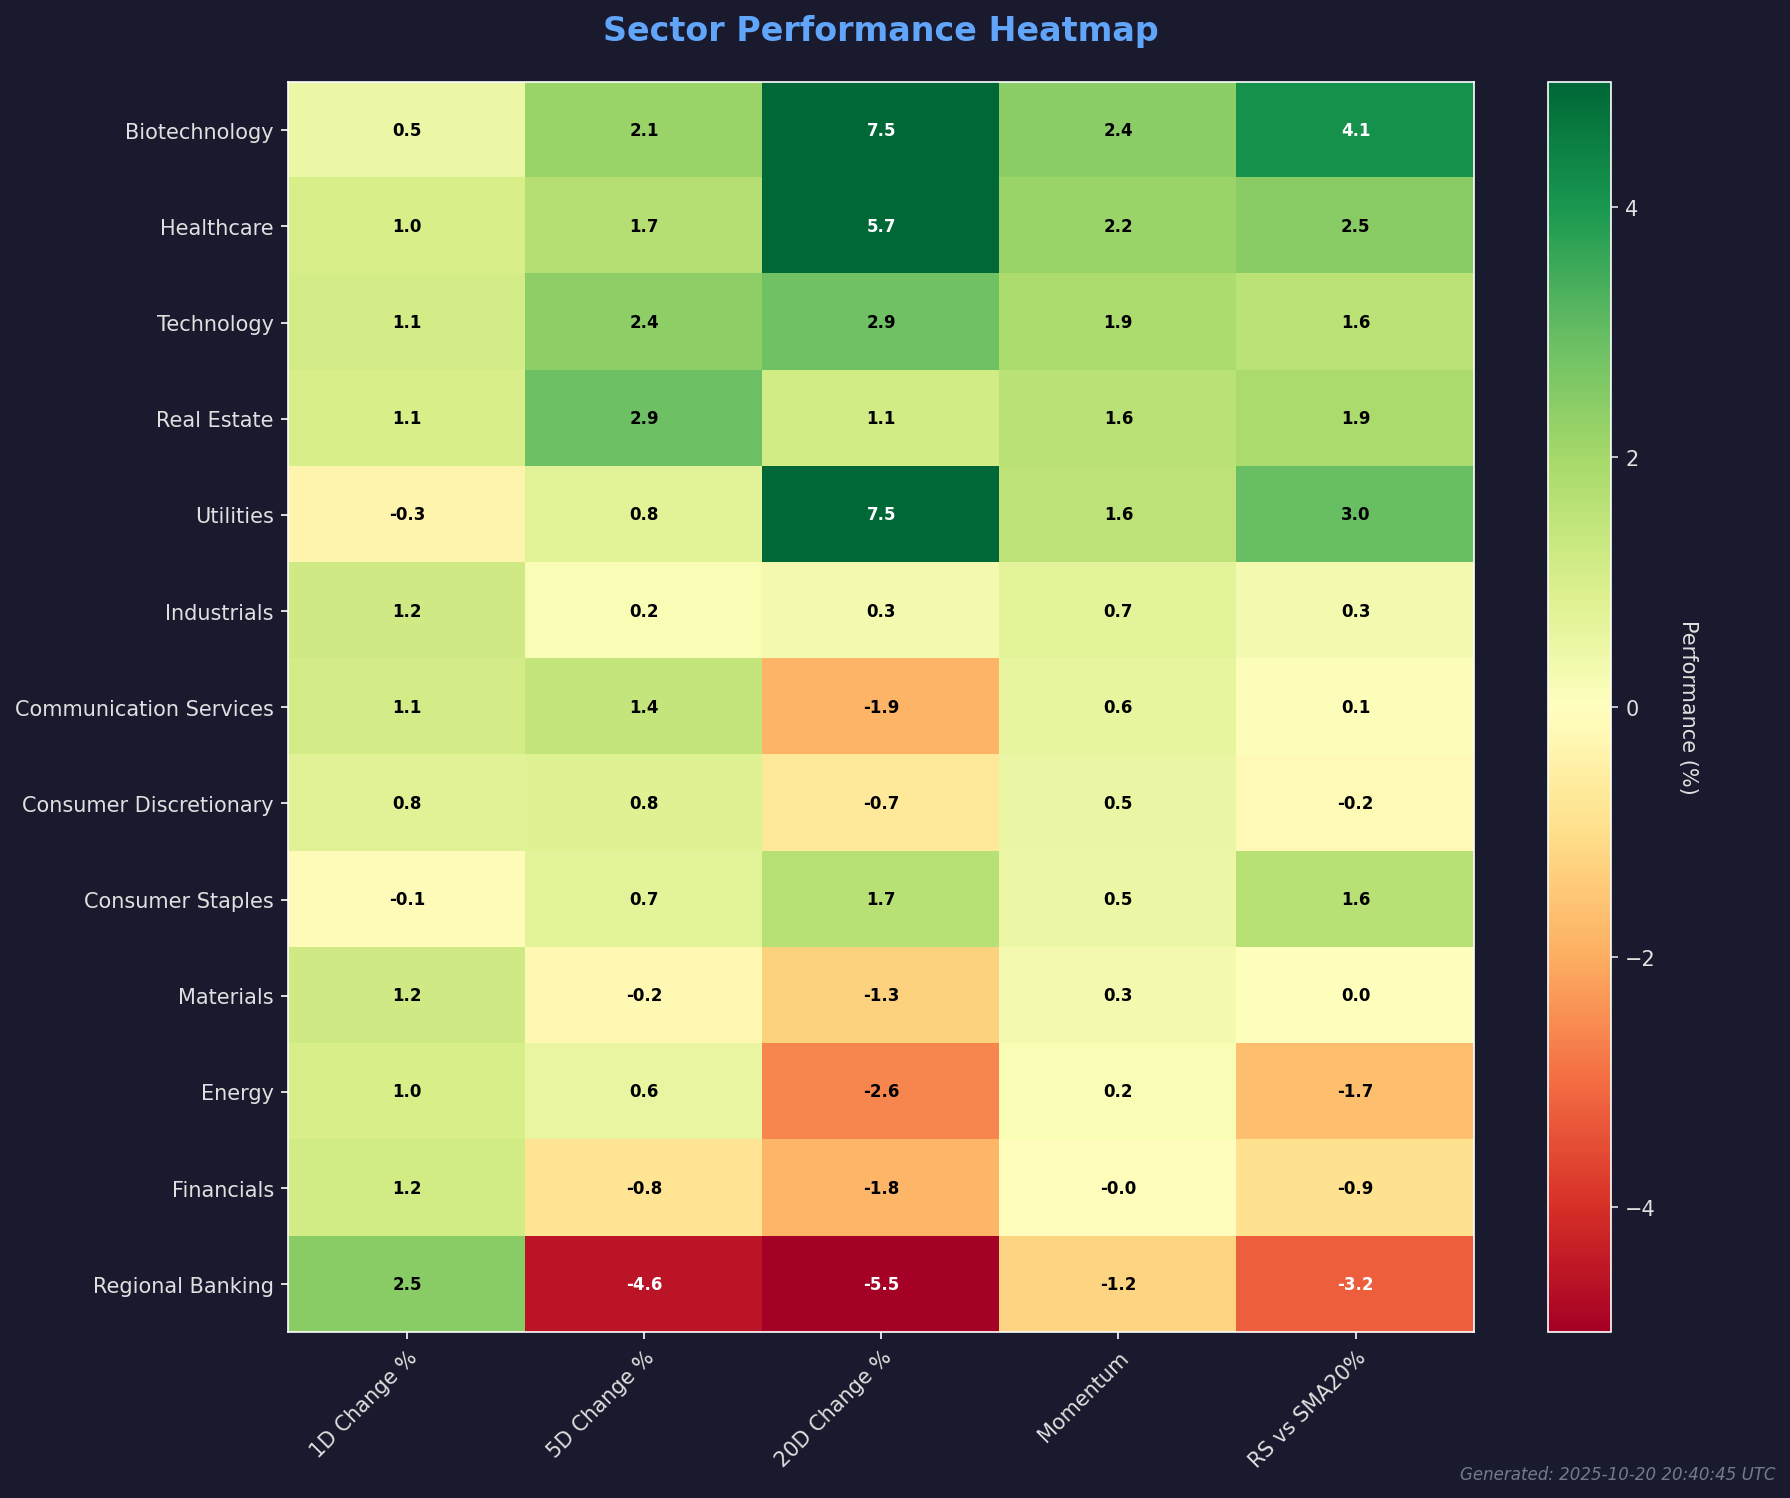 Sector Performance Heatmap
Biotechnology 0.5 2.1 7.5 2.4 4.1
Healthcare 1.0 1.7 5.7 2.2 2.5
Technology 1.1 2.4 2.9 1.9 1.6
Real Estate 1.1 2.9 1.1 1.6 1.9
Utilities -0.3 0.8 7.5 1.6 3.0
Industrials 1.2 0.2 0.3 0.7 0.3
Communication Services 1.1 1.4 -1.9 0.6 0.1
Consumer Discretionary 0.8 0.8 -0.7 0.5 -0.2
Consumer Staples -0.1 0.7 1.7 0.5 1.6
Materials 1.2 -0.2 -1.3 0.3 0.0
Energy 1.0 0.6 -2.6 0.2 -1.7
Financials 1.2 -0.8 -1.8 -0.0 -0.9
Regional Banking 2.5 -4.6 -5.5 -1.2 -3.2
1D Change % 5D Change % 20D Change % Momentum RS vs SMA20%
4
2
0
−2
−4
Performance (%)
Generated: 2025-10-20 20:40:45 UTC